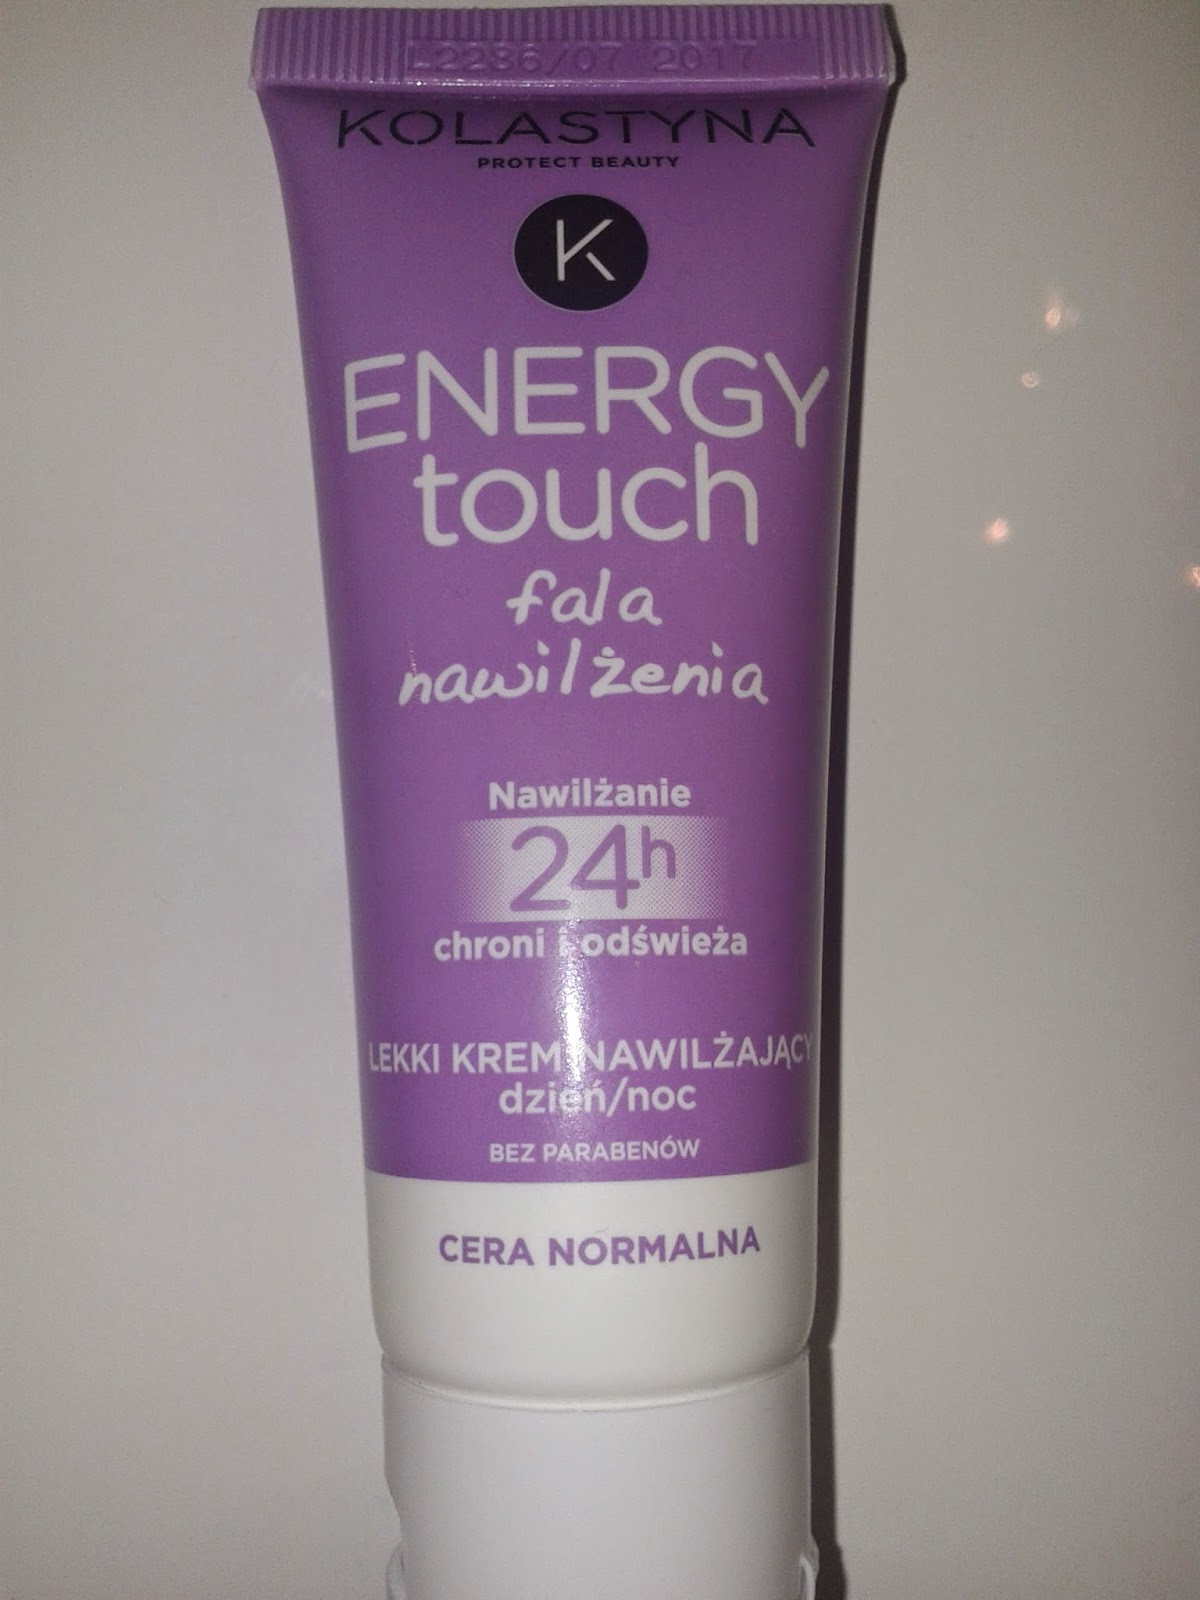 L2286/07 2017
KOLASTYNA
PROTECT BEAUTY
K
ENERGY
touch
fala
nawilżenia
Nawilżanie
24h
chroni i odświeża
LEKKI KREM NAWILŻAJĄCY
dzień/noc
BEZ PARABENÓW
CERA NORMALNA